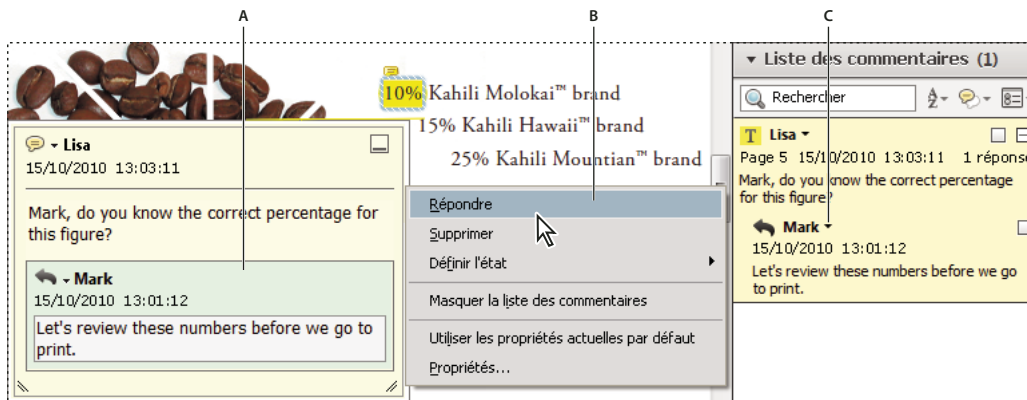 A B C
10% Kahili Molokai™ brand
15% Kahili Hawaii™ brand
25% Kahili Mountian™ brand
Lisa
15/10/2010 13:03:11
Mark, do you know the correct percentage for
this figure?
Mark
15/10/2010 13:01:12
Let's review these numbers before we go to
print.
Répondre
Supprimer
Définir l'état
Masquer la liste des commentaires
Utiliser les propriétés actuelles par défaut
Propriétés...
Liste des commentaires (1)
Rechercher
T Lisa
Page 5 15/10/2010 13:03:11 1 réponse
Mark, do you know the correct percentage
for this figure?
Mark
15/10/2010 13:01:12
Let's review these numbers before we go
to print.